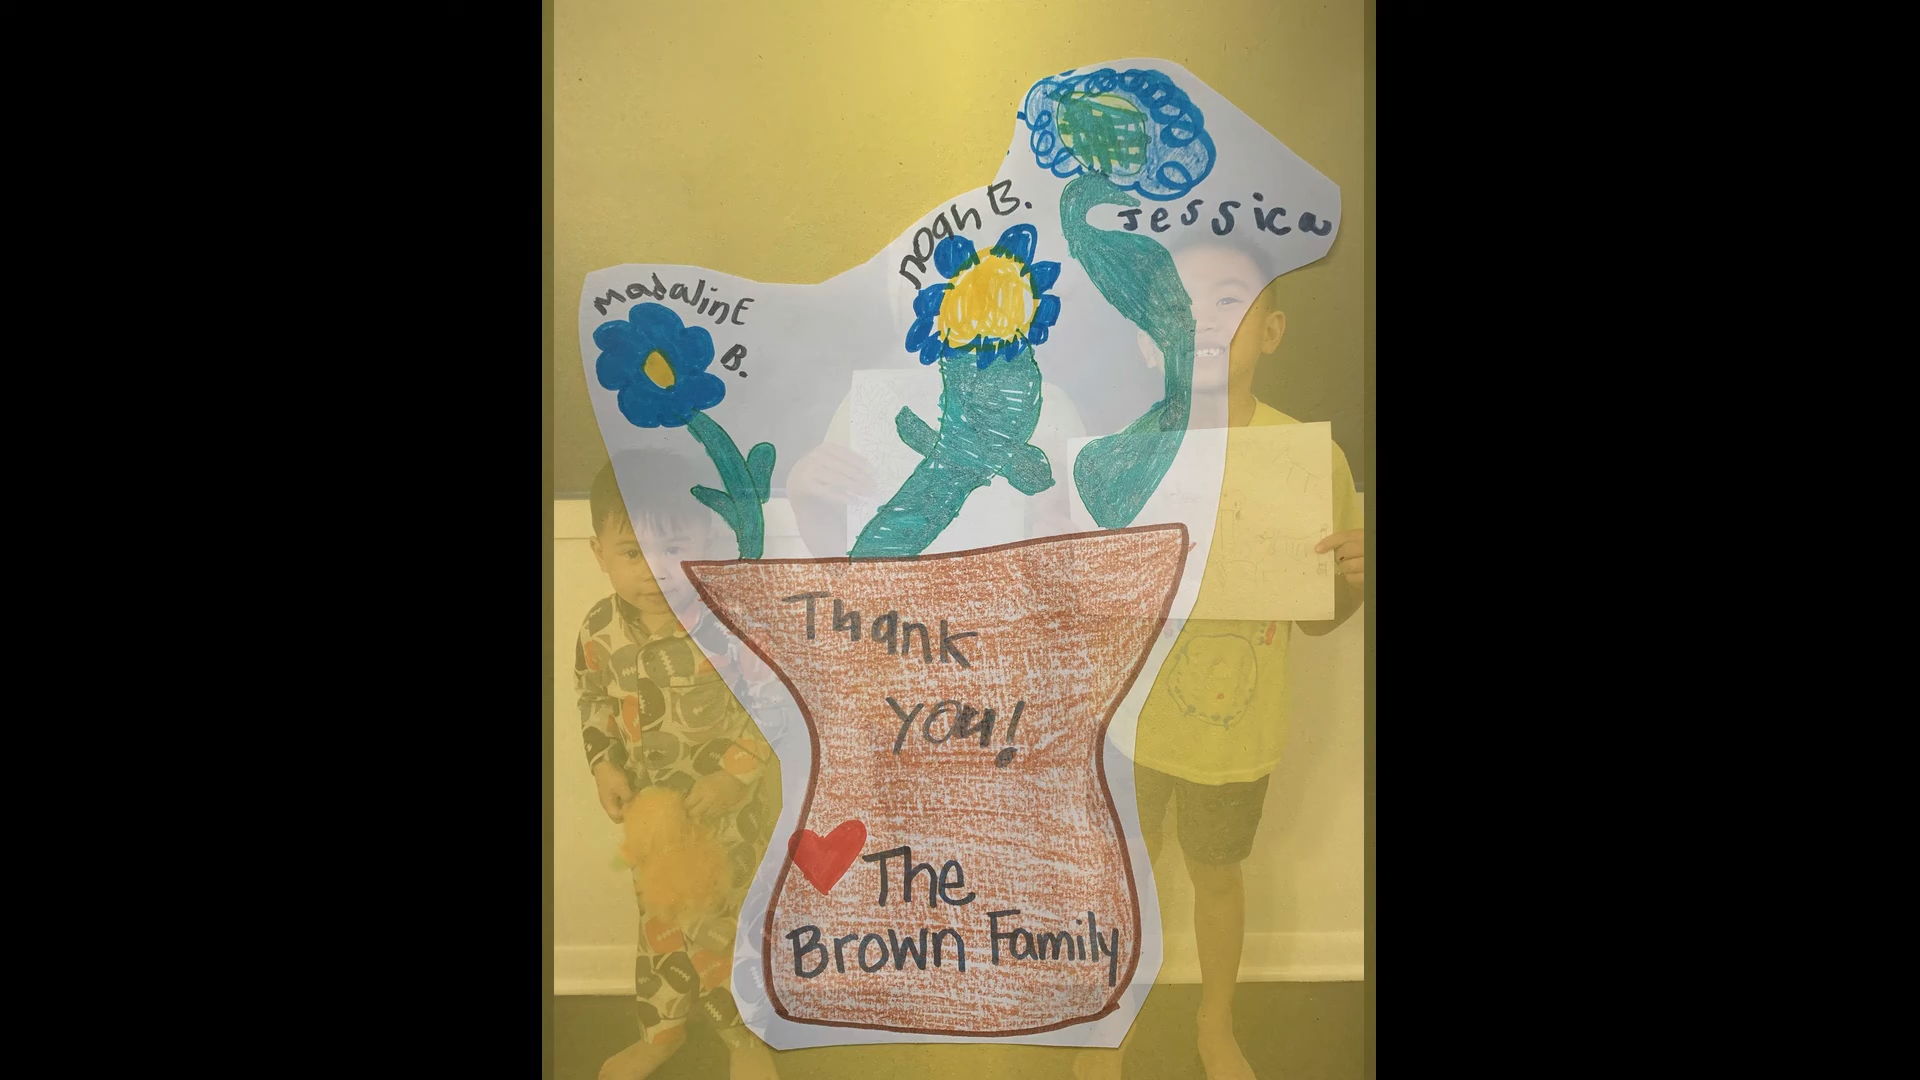 Jessica
noah B.
MadalinE
B.
Thank
you!
The
Brown Family